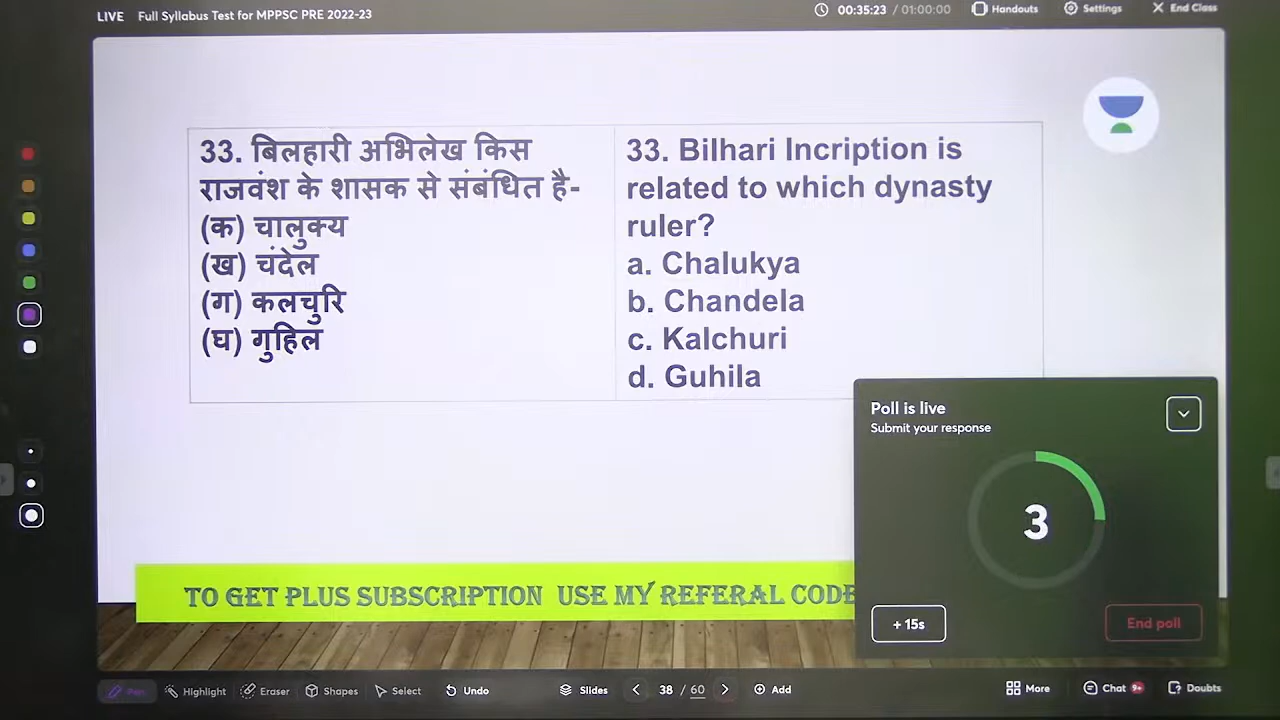 LIVE Full Syllabus Test for MPPSC PRE 2022-23
00:35:23 / 01:00:00 Handouts Settings End Class
33. बिलहारी अभिलेख किस
राजवंश के शासक से संबंधित है-
(क) चालुक्य
(ख) चंदेल
(ग) कलचुरि
(घ) गुहिल
33. Bilhari Incription is
related to which dynasty
ruler?
a. Chalukya
b. Chandela
c. Kalchuri
d. Guhila
Poll is live
Submit your response
3
+ 15s End poll
TO GET PLUS SUBSCRIPTION USE MY REFERAL CODE
Pen Highlight Eraser Shapes Select Undo Slides 38 / 60 Add More Chat 9+ Doubts